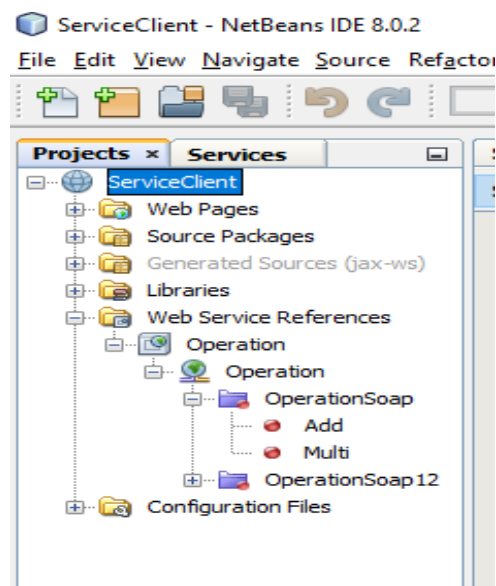 ServiceClient - NetBeans IDE 8.0.2
File Edit View Navigate Source Refactor
Projects × Services
ServiceClient
Web Pages
Source Packages
Generated Sources (jax-ws)
Libraries
Web Service References
Operation
Operation
OperationSoap
Add
Multi
OperationSoap12
Configuration Files